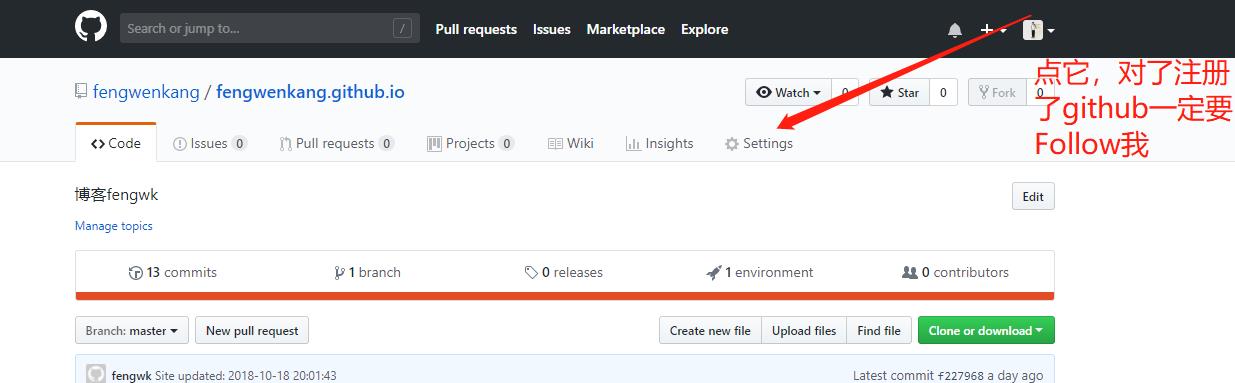 Search or jump to... / Pull requests Issues Marketplace Explore
点它，对了注册
了github一定要
Follow我
fengwenkang / fengwenkang.github.io Watch 0 Star 0 Fork 0
Code Issues 0 Pull requests 0 Projects 0 Wiki Insights Settings
博客fengwk Edit
Manage topics
13 commits 1 branch 0 releases 1 environment 0 contributors
Branch: master New pull request Create new file Upload files Find file Clone or download
fengwk Site updated: 2018-10-18 20:01:43 Latest commit f227968 a day ago